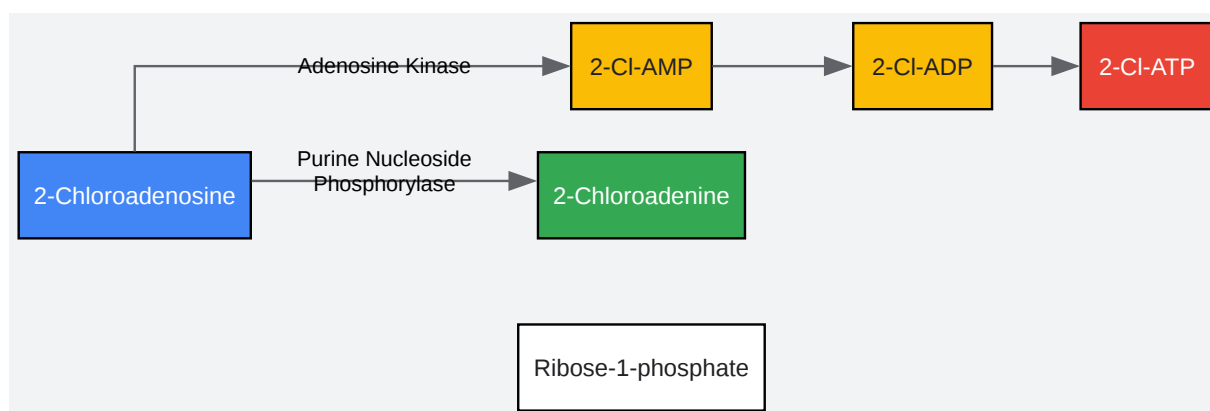 Adenosine Kinase
2-Cl-AMP
2-Cl-ADP
2-Cl-ATP
2-Chloroadenosine
Purine Nucleoside
Phosphorylase
2-Chloroadenine
Ribose-1-phosphate